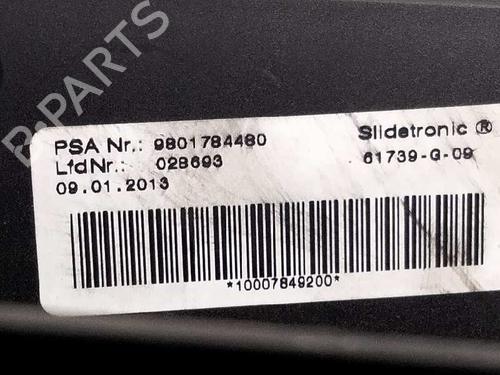 B-PARTS
PSA Nr.: 9801784480 Slidetronic ®
LfdNr.: 028693 61739-G-09
09.01.2013
*10007849200*